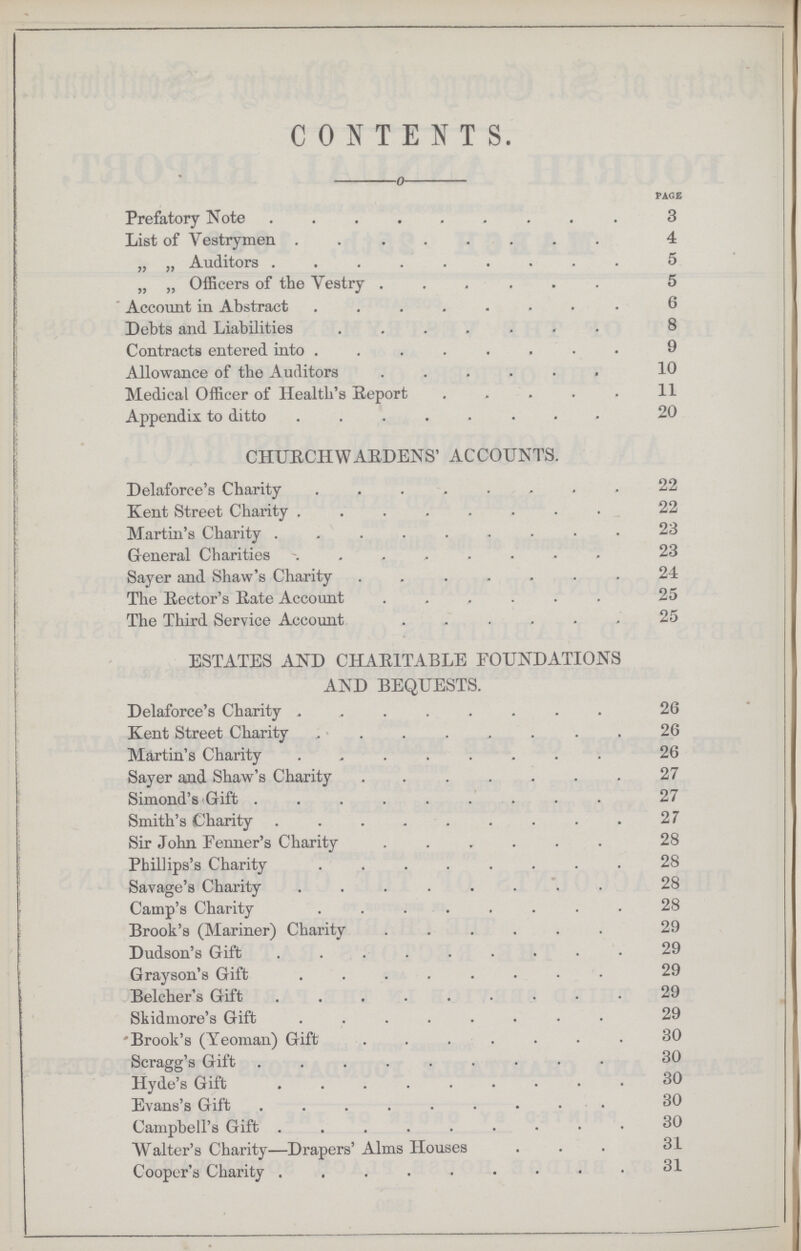 CONTENTS.
PAGE
Prefatory Note . . . . . . . . . 3
List of Vestrymen . . . . . . . . 4
„ „ Auditors . . . . . . . . . 5
„ „ Officers of the Vestry . . . . . . 5
Account in Abstract . . . . . . . . 6
Debts and Liabilities . . . . . . . 8
Contracts entered into . . . . . . . . 9
Allowance of the Auditors . . . . . . 10
Medical Officer of Health's Report . . . . . 11
Appendix to ditto . . . . . . . . 20
CHURCHWARDENS' ACCOUNTS.
Delaforce's Charity . . . . . . . . 22
Kent Street Charity . . . . . . . . 22
Martin's Charity . . . . . . . . . 23
General Charities . . . . . . . . 23
Sayer and Shaw's Charity . . . . . . . 24
The Rector's Rate Account . . . . . . 25
The Third Service Account . . . . . . 25
ESTATES AND CHARITABLE FOUNDATIONS
AND BEQUESTS.
Delaforce's Charity . . . . . . . . 26
Kent Street Charity . . . . . . . . 26
Martin's Charity . . . . . . . . 26
Sayer and Shaw's Charity . . . . . . . 27
Simond's Gift . . . . . . . . . 27
Smith's Charity . . . . . . . . . 27
Sir John Fenner's Charity . . . . . . 28
Phillips's Charity . . . . . . . . 28
Savage's Charity . . . . . . . . 28
Camp's Charity . . . . . . . . 28
Brook's (Mariner) Charity . . . . . . 29
Dudson's Gift . . . . . . . . . 29
Grayson's Gift . . . . . . . . 29
Belcher's Gift . . . . . . . . . 29
Skidmore's Gift . . . . . . . . 29
Brook's (Yeoman) Gift . . . . . . . 30
Scragg's Gift . . . . . . . . . 30
Hyde's Gift . . . . . . . . . 30
Evans's Gift . . . . . . . . . 30
Campbell's Gift . . . . . . . . . 30
Walter's Charity—Drapers' Alms Houses . . . 31
Cooper's Charity . . . . . . . . . 31